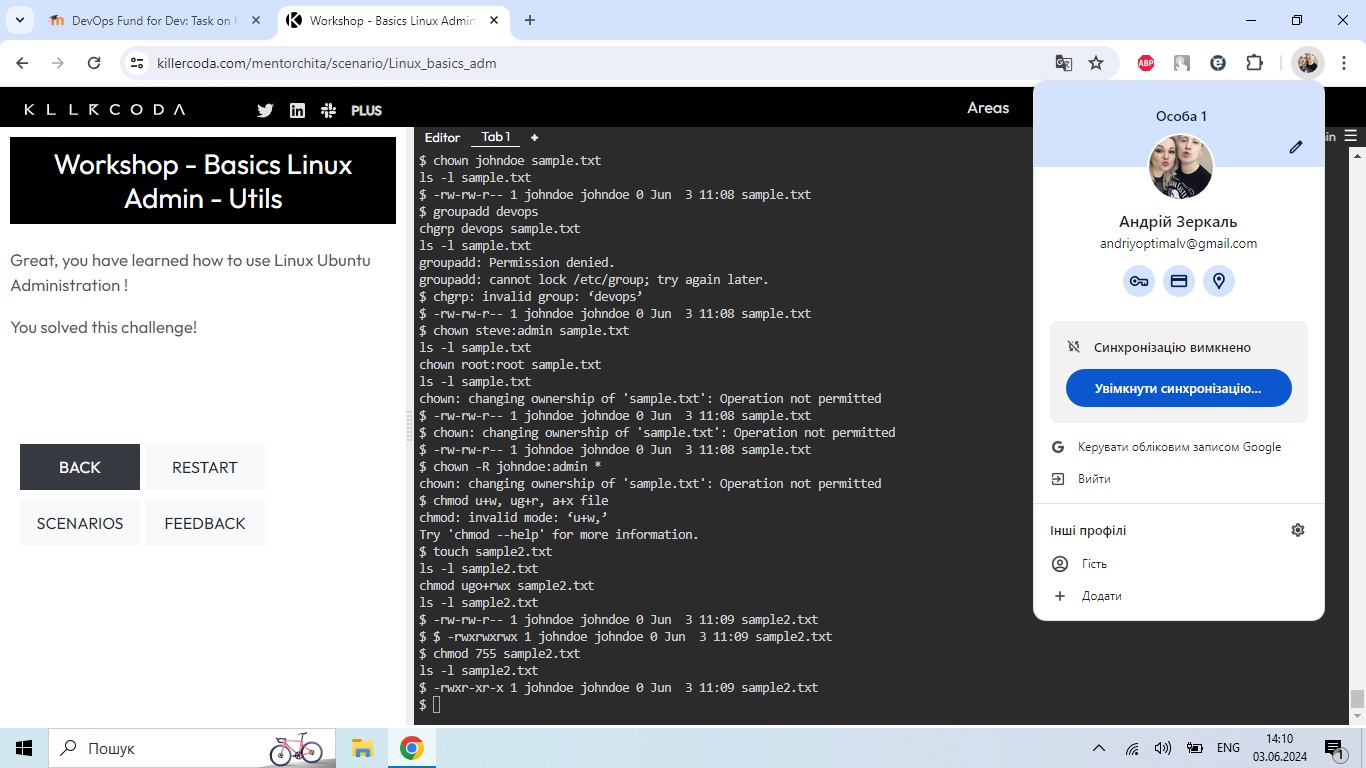 DevOps Fund for Dev: Task on K
Workshop - Basics Linux Admin
killercoda.com/mentorchita/scenario/Linux_basics_adm
ABP
KLLRCODA
PLUS
Areas
Workshop - Basics Linux
Admin - Utils
Great, you have learned how to use Linux Ubuntu
Administration !
You solved this challenge!
BACK
RESTART
SCENARIOS
FEEDBACK
Editor
Tab 1
+
$ chown johndoe sample.txt
ls -l sample.txt
$ -rw-rw-r-- 1 johndoe johndoe 0 Jun  3 11:08 sample.txt
$ groupadd devops
chgrp devops sample.txt
ls -l sample.txt
groupadd: Permission denied.
groupadd: cannot lock /etc/group; try again later.
$ chgrp: invalid group: ‘devops’
$ -rw-rw-r-- 1 johndoe johndoe 0 Jun  3 11:08 sample.txt
$ chown steve:admin sample.txt
ls -l sample.txt
chown root:root sample.txt
ls -l sample.txt
chown: changing ownership of 'sample.txt': Operation not permitted
$ -rw-rw-r-- 1 johndoe johndoe 0 Jun  3 11:08 sample.txt
$ chown: changing ownership of 'sample.txt': Operation not permitted
$ -rw-rw-r-- 1 johndoe johndoe 0 Jun  3 11:08 sample.txt
$ chown -R johndoe:admin *
chown: changing ownership of 'sample.txt': Operation not permitted
$ chmod u+w, ug+r, a+x file
chmod: invalid mode: ‘u+w,’
Try 'chmod --help' for more information.
$ touch sample2.txt
ls -l sample2.txt
chmod ugo+rwx sample2.txt
ls -l sample2.txt
$ -rw-rw-r-- 1 johndoe johndoe 0 Jun  3 11:09 sample2.txt
$ $ -rwxrwxrwx 1 johndoe johndoe 0 Jun  3 11:09 sample2.txt
$ chmod 755 sample2.txt
ls -l sample2.txt
$ -rwxr-xr-x 1 johndoe johndoe 0 Jun  3 11:09 sample2.txt
$
Особа 1
Андрій Зеркаль
andriyoptimalv@gmail.com
Синхронізацію вимкнено
Увімкнути синхронізацію...
Керувати обліковим записом Google
Вийти
Інші профілі
Гість
Додати
in
Пошук
ENG
14:10
03.06.2024
1